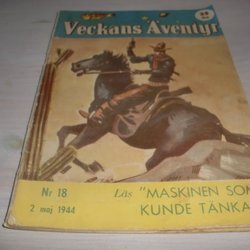 Veckans Äventyr
Nr 18
2 maj 1944
Läs "MASKINEN SOM
KUNDE TÄNKA